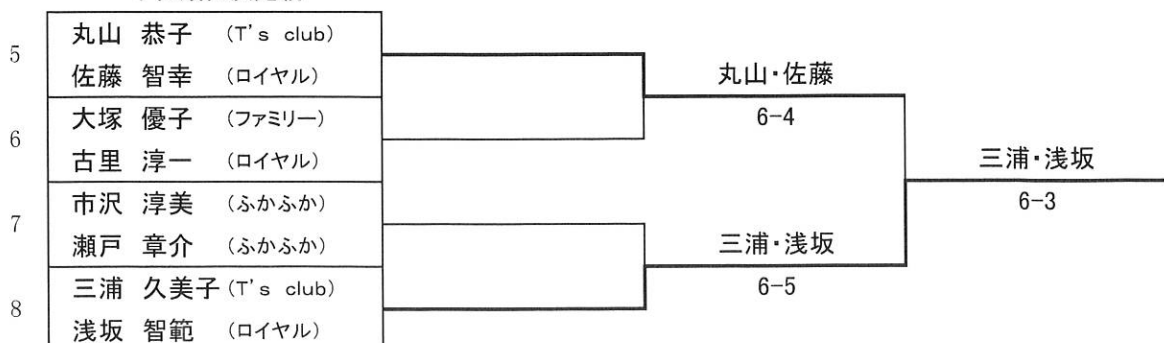 5
丸山 恭子 (T's club)
佐藤 智幸 (ロイヤル)
6
大塚 優子 (ファミリー)
古里 淳一 (ロイヤル)
7
市沢 淳美 (ふかふか)
瀬戸 章介 (ふかふか)
8
三浦 久美子 (T's club)
浅坂 智範 (ロイヤル)
丸山・佐藤
6-4
三浦・浅坂
6-5
三浦・浅坂
6-3